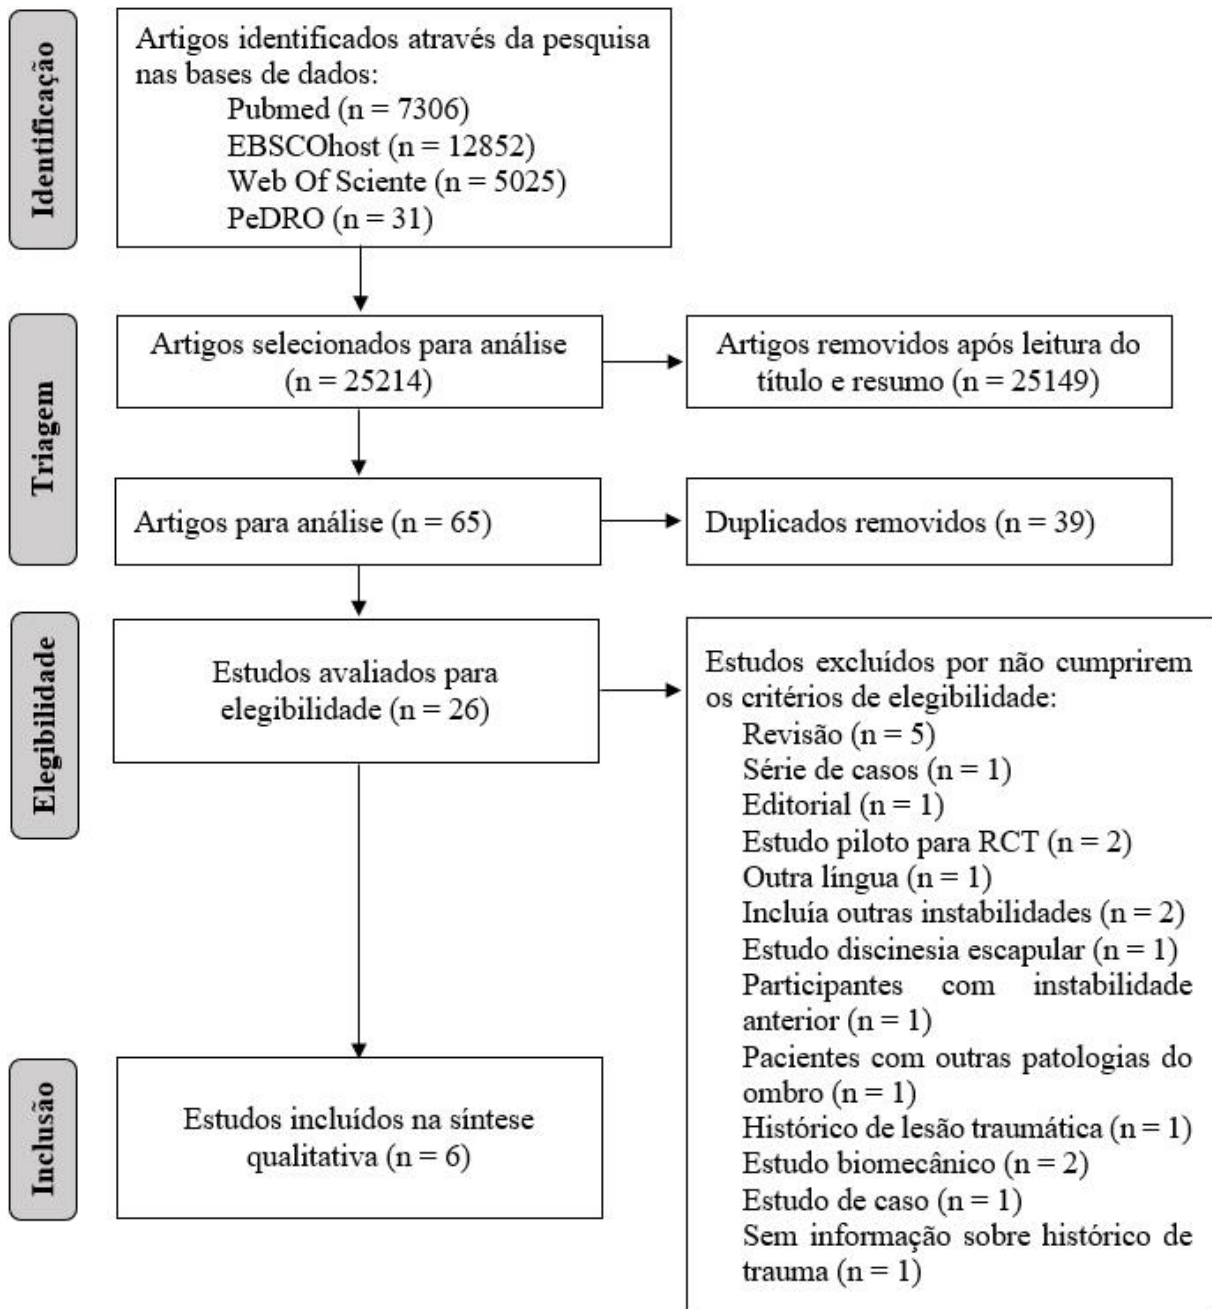 Identificação
Artigos identificados através da pesquisa
nas bases de dados:
Pubmed (n = 7306)
EBSCOhost (n = 12852)
Web Of Sciente (n = 5025)
PeDRO (n = 31)
Triagem
Artigos selecionados para análise
(n = 25214)
Artigos removidos após leitura do
título e resumo (n = 25149)
Artigos para análise (n = 65)
Duplicados removidos (n = 39)
Elegibilidade
Estudos avaliados para
elegibilidade (n = 26)
Estudos excluídos por não cumprirem
os critérios de elegibilidade:
Revisão (n = 5)
Série de casos (n = 1)
Editorial (n = 1)
Estudo piloto para RCT (n = 2)
Outra língua (n = 1)
Incluía outras instabilidades (n = 2)
Estudo discinesia escapular (n = 1)
Participantes com instabilidade
anterior (n = 1)
Pacientes com outras patologias do
ombro (n = 1)
Histórico de lesão traumática (n = 1)
Estudo biomecânico (n = 2)
Estudo de caso (n = 1)
Sem informação sobre histórico de
trauma (n = 1)
Inclusão
Estudos incluídos na síntese
qualitativa (n = 6)